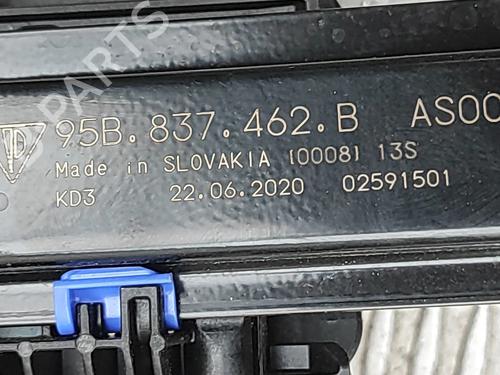 95B.837.462.B AS00
Made in SLOVAKIA (0008) 13S
KD3 22.06.2020 02591501